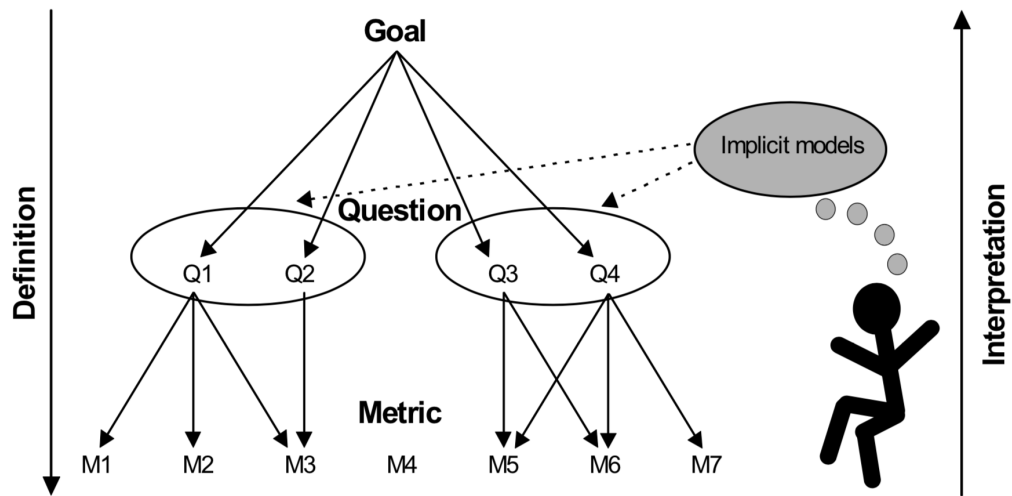 Goal
Implicit models
Question
Definition
Interpretation
Q1 Q2 Q3 Q4
Metric
M1 M2 M3 M4 M5 M6 M7